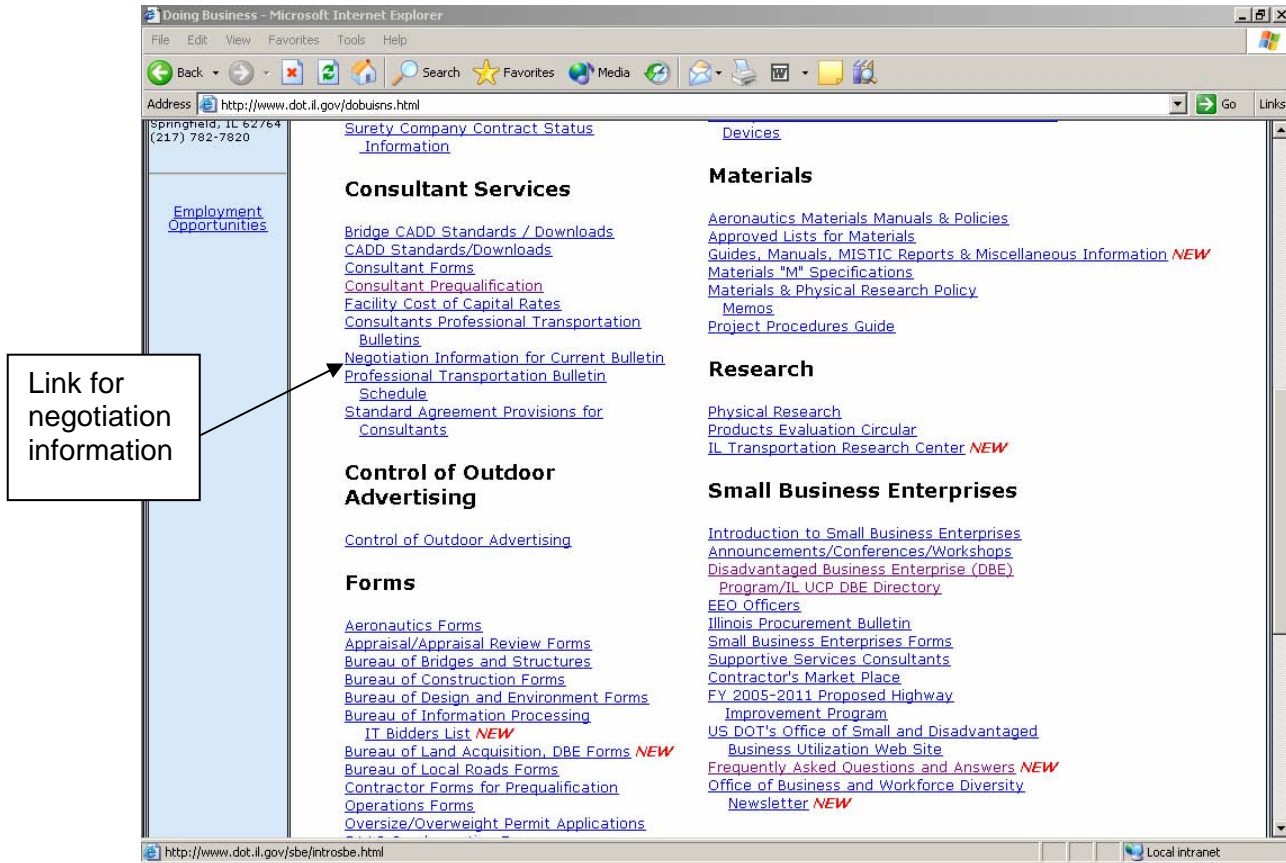 Doing Business - Microsoft Internet Explorer
File Edit View Favorites Tools Help
Back Search Favorites Media
Address http://www.dot.il.gov/dobuisns.html Go Links
Springfield, IL 62764
(217) 782-7820
Employment
Opportunities
Link for
negotiation
information
Surety Company Contract Status
Information
Consultant Services
Bridge CADD Standards / Downloads
CADD Standards/Downloads
Consultant Forms
Consultant Prequalification
Facility Cost of Capital Rates
Consultants Professional Transportation
Bulletins
Negotiation Information for Current Bulletin
Professional Transportation Bulletin
Schedule
Standard Agreement Provisions for
Consultants
Control of Outdoor
Advertising
Control of Outdoor Advertising
Forms
Aeronautics Forms
Appraisal/Appraisal Review Forms
Bureau of Bridges and Structures
Bureau of Construction Forms
Bureau of Design and Environment Forms
Bureau of Information Processing
IT Bidders List NEW
Bureau of Land Acquisition, DBE Forms NEW
Bureau of Local Roads Forms
Contractor Forms for Prequalification
Operations Forms
Oversize/Overweight Permit Applications
Devices
Materials
Aeronautics Materials Manuals & Policies
Approved Lists for Materials
Guides, Manuals, MISTIC Reports & Miscellaneous Information NEW
Materials "M" Specifications
Materials & Physical Research Policy
Memos
Project Procedures Guide
Research
Physical Research
Products Evaluation Circular
IL Transportation Research Center NEW
Small Business Enterprises
Introduction to Small Business Enterprises
Announcements/Conferences/Workshops
Disadvantaged Business Enterprise (DBE)
Program/IL UCP DBE Directory
EEO Officers
Illinois Procurement Bulletin
Small Business Enterprises Forms
Supportive Services Consultants
Contractor's Market Place
FY 2005-2011 Proposed Highway
Improvement Program
US DOT's Office of Small and Disadvantaged
Business Utilization Web Site
Frequently Asked Questions and Answers NEW
Office of Business and Workforce Diversity
Newsletter NEW
http://www.dot.il.gov/sbe/introsbe.html Local intranet